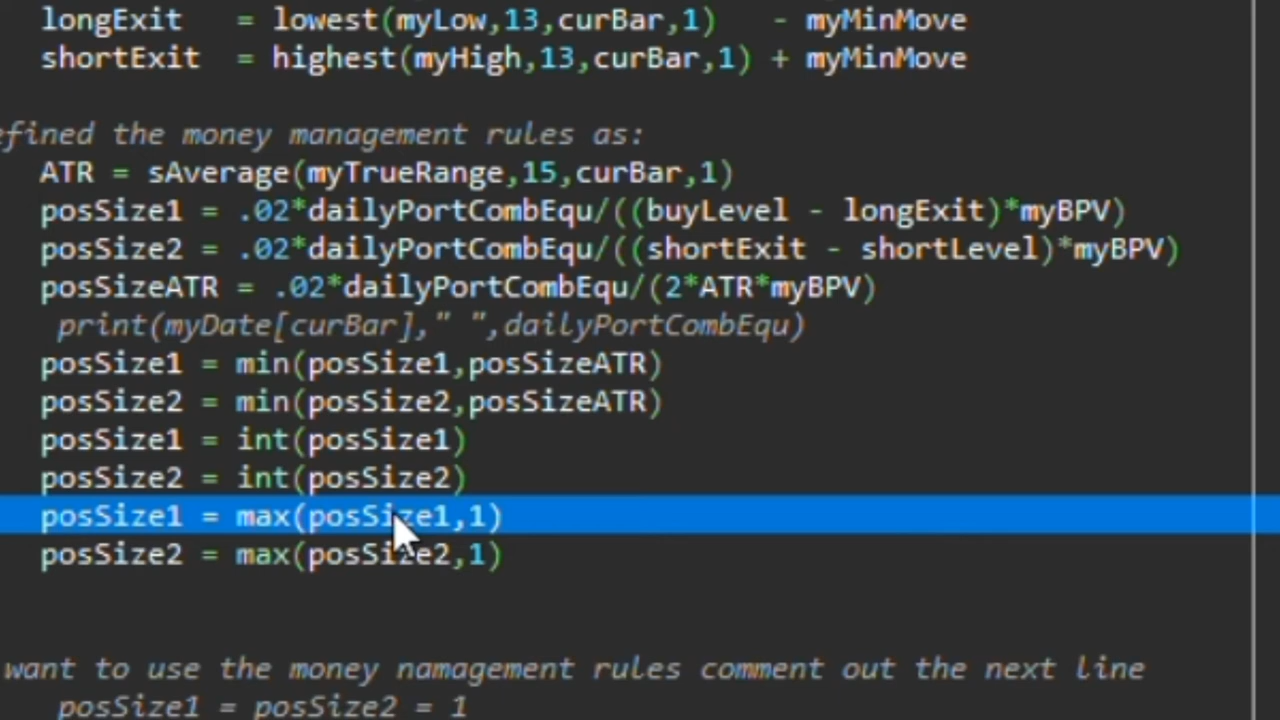 longExit = lowest(myLow,13,curBar,1) - myMinMove
shortExit = highest(myHigh,13,curBar,1) + myMinMove
efined the money management rules as:
ATR = sAverage(myTrueRange,15,curBar,1)
posSize1 = .02*dailyPortCombEqu/((buyLevel - longExit)*myBPV)
posSize2 = .02*dailyPortCombEqu/((shortExit - shortLevel)*myBPV)
posSizeATR = .02*dailyPortCombEqu/(2*ATR*myBPV)
print(myDate[curBar]," ",dailyPortCombEqu)
posSize1 = min(posSize1,posSizeATR)
posSize2 = min(posSize2,posSizeATR)
posSize1 = int(posSize1)
posSize2 = int(posSize2)
posSize1 = max(posSize1,1)
posSize2 = max(posSize2,1)
want to use the money namagement rules comment out the next line
posSize1 = posSize2 = 1